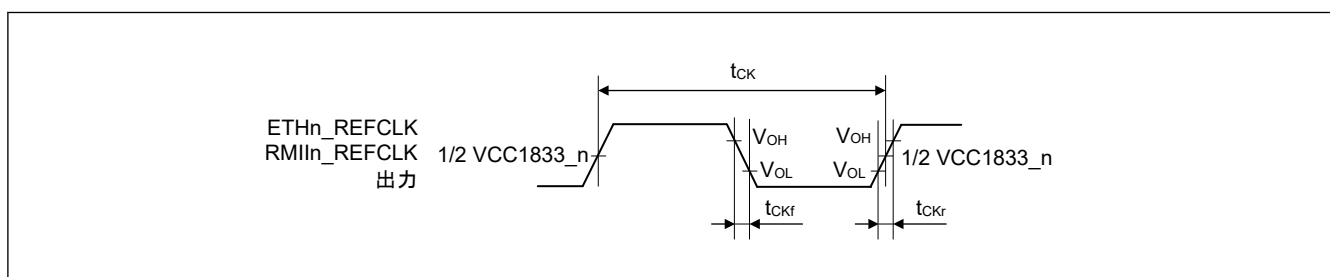 tCK
ETHn_REFCLK
RMIIn_REFCLK
出力
1/2 VCC1833_n
VOH
VOL
VOH
VOL
1/2 VCC1833_n
tCKf
tCKr